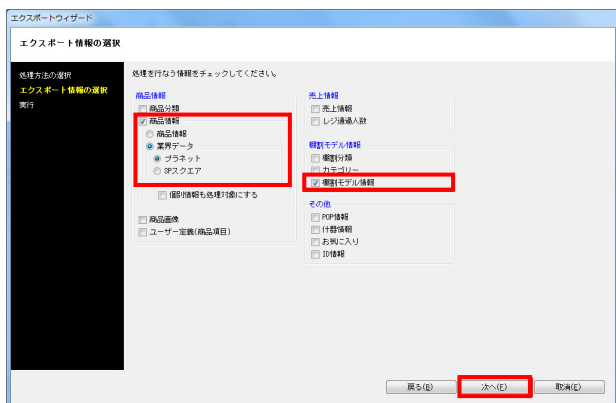 エクスポートウィザード
エクスポート情報の選択
処理方法の選択
エクスポート情報の選択
実行
処理を行なう情報をチェックしてください。
商品情報
商品分類
商品情報
商品情報
業界データ
プラネット
SPスクエア
個別情報も処理対象にする
商品画像
ユーザー定義(商品項目)
売上情報
売上情報
レジ通過人数
棚割モデル情報
棚割分類
カテゴリー
棚割モデル情報
その他
POP情報
什器情報
お気に入り
ID情報
戻る(B)
次へ(F)
取消(E)